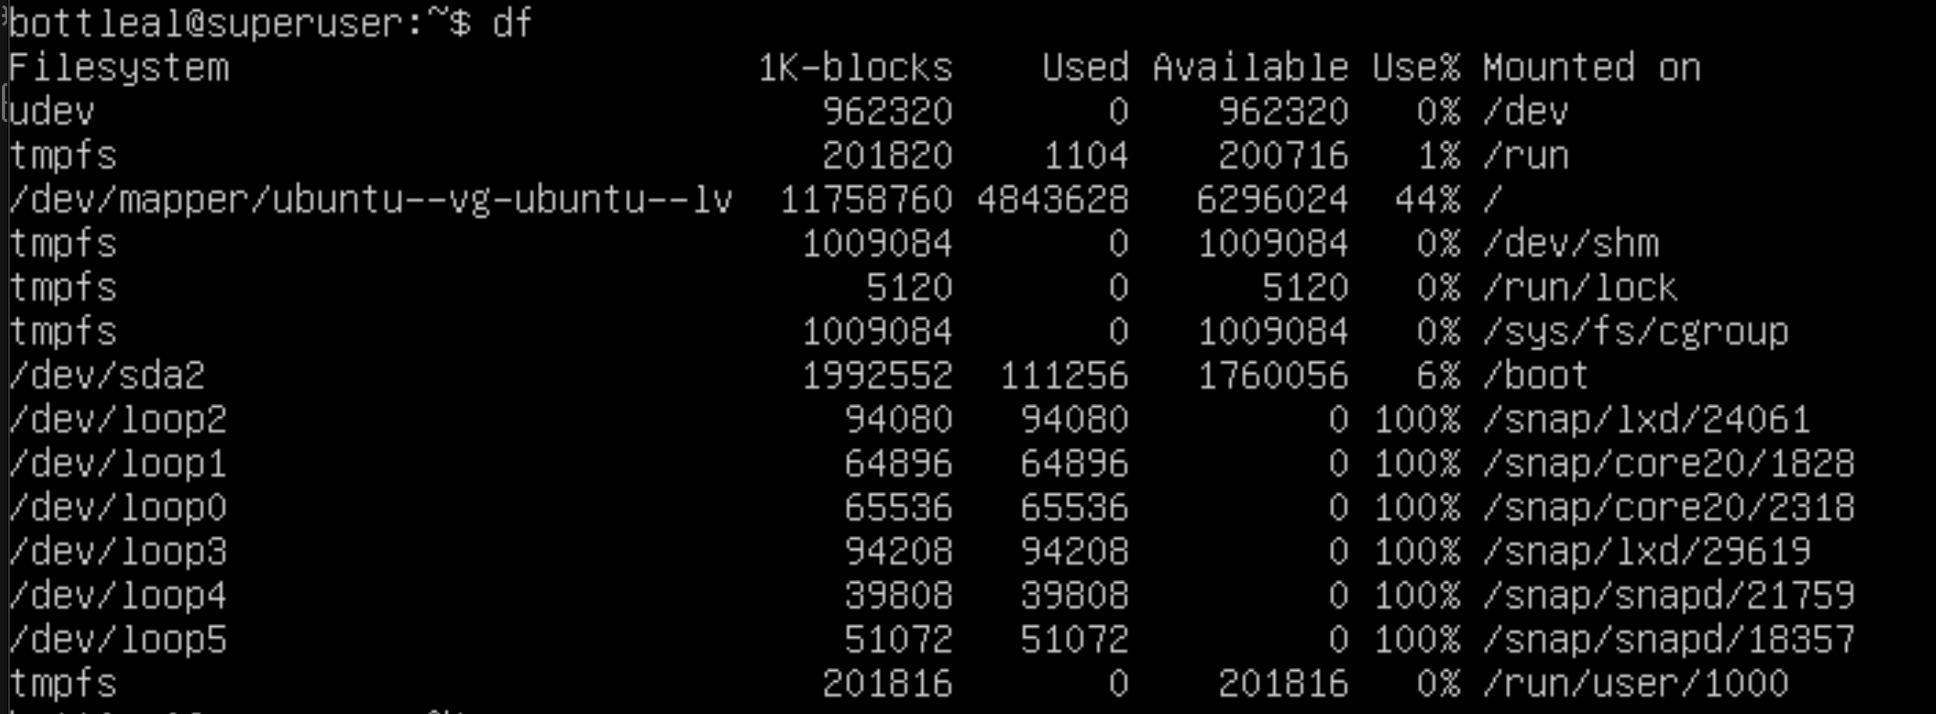 bottleal@superuser:~$ df
Filesystem 1K-blocks Used Available Use% Mounted on
udev 962320 0 962320 0% /dev
tmpfs 201820 1104 200716 1% /run
/dev/mapper/ubuntu--vg-ubuntu--lv 11758760 4843628 6296024 44% /
tmpfs 1009084 0 1009084 0% /dev/shm
tmpfs 5120 0 5120 0% /run/lock
tmpfs 1009084 0 1009084 0% /sys/fs/cgroup
/dev/sda2 1992552 111256 1760056 6% /boot
/dev/loop2 94080 94080 0 100% /snap/lxd/24061
/dev/loop1 64896 64896 0 100% /snap/core20/1828
/dev/loop0 65536 65536 0 100% /snap/core20/2318
/dev/loop3 94208 94208 0 100% /snap/lxd/29619
/dev/loop4 39808 39808 0 100% /snap/snapd/21759
/dev/loop5 51072 51072 0 100% /snap/snapd/18357
tmpfs 201816 0 201816 0% /run/user/1000